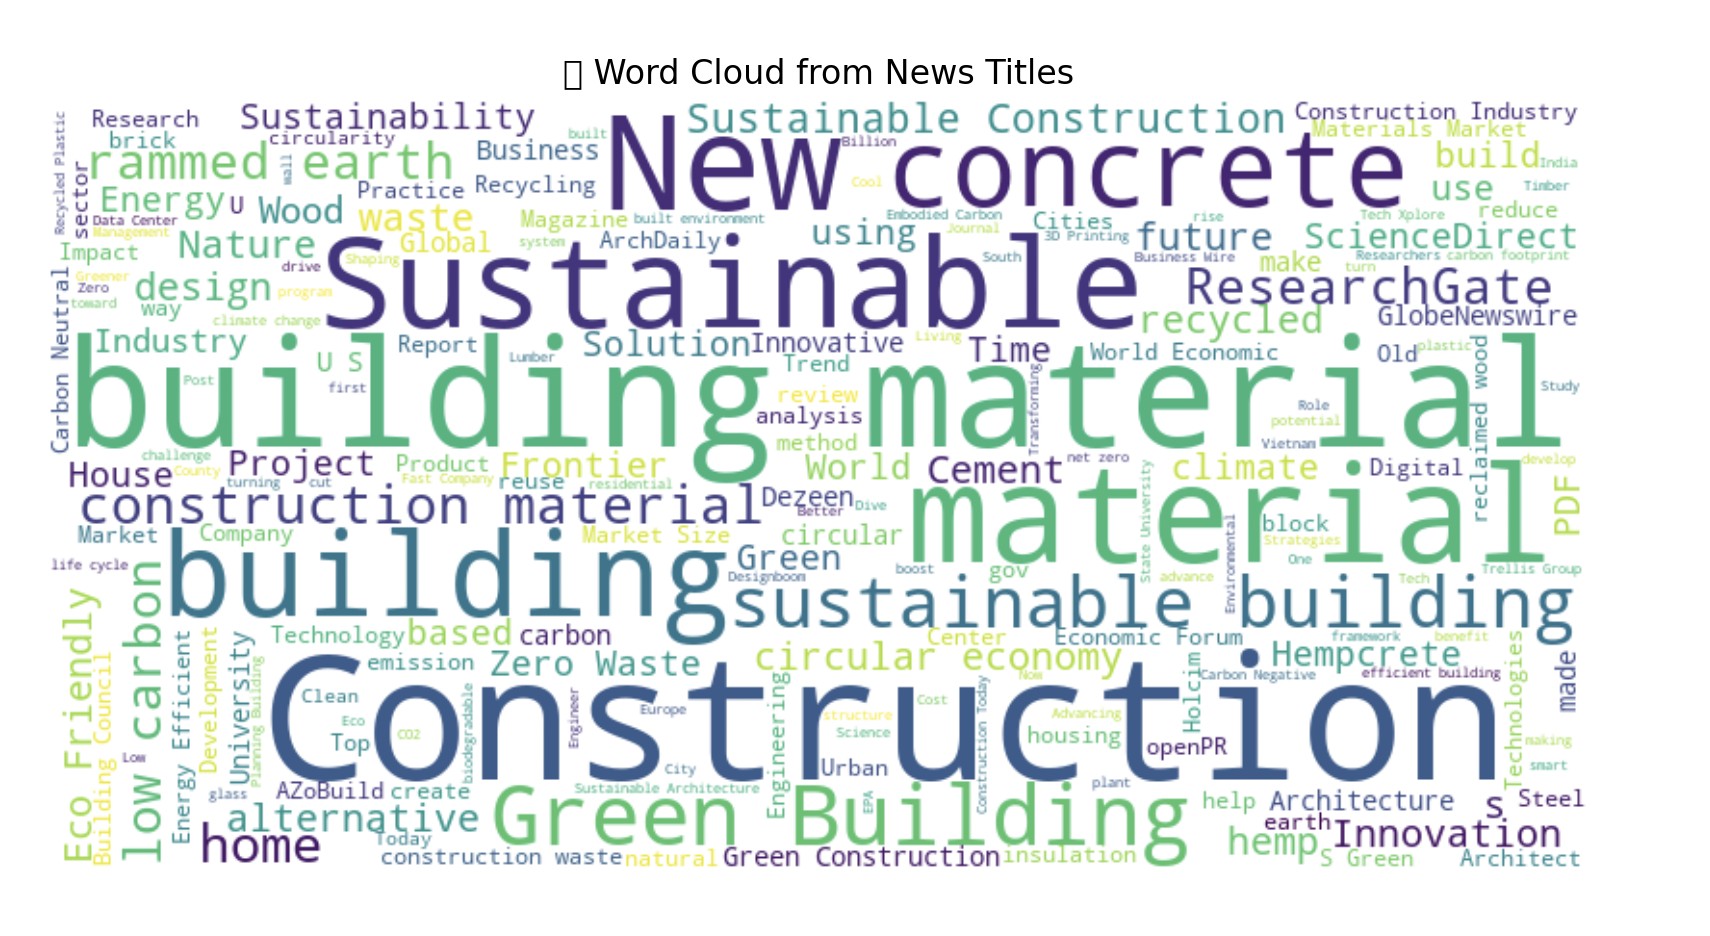 Word Cloud from News Titles
Research
Sustainability
New
Sustainable Construction
Construction Industry
brick
circularity
built
Billion
Materials Market
Recycled Plastic
rammed earth
wall
Business
concrete
build
India
sector
Practice
Recycling
Cool
use
Timber
Energy
U
Wood
waste
Magazine
built environment
Embodied Carbon
Cities
rise
Tech Xplore
reduce
Data Center
Management
Journal
3D Printing
Impact
Nature
Global
system
ArchDaily
using
future
ScienceDirect
drive
Shaping
Sustainable
South
Business Wire
make
Researchers
carbon footprint
Greener
Zero
design
program
turn
ResearchGate
toward
way
climate change
recycled
GlobeNewswire
Carbon Neutral
Industry
U S
Report
Lumber
Solution
Innovative
Living
Time
World Economic
Old
plastic
Trend
building material
Post
first
review
analysis
method
Transforming
Role
potential
Vietnam
reclaimed wood
Study
challenge
House
County
Project
turning
cut
Product
Fast Company
Frontier
reuse
residential
World
Cement
net zero
climate
Digital
develop
construction material
Dezeen
Better
Dive
material
State University
block
Strategies
One
PDF
Market
Company
Market Size
circular
life cycle
building
Green
Designboom
boost
gov
advance
Environmental
Tech
Trellis Group
sustainable building
Eco Friendly
Building Council
low carbon
Energy Efficient
Development
University
Planning Building
Technology
based
carbon
Center
Economic Forum
framework
benefit
emission
Zero Waste
circular economy
Now
Hempcrete
Carbon Negative
efficient building
Technologies
made
Low
Clean
Eco
Top
CO2
biodegradable
Construction
Engineer
Europe
Engineering
structure
Science
Cost
Construction Today
Advancing
housing
Holcim
openPR
making
smart
City
Urban
glass
AZoBuild
create
Sustainable Architecture
EPA
plant
alternative
Today
Green Building
help
Architecture
s
Steel
home
construction waste
natural
Green Construction
insulation
hemp
earth
Innovation
S Green
Architect